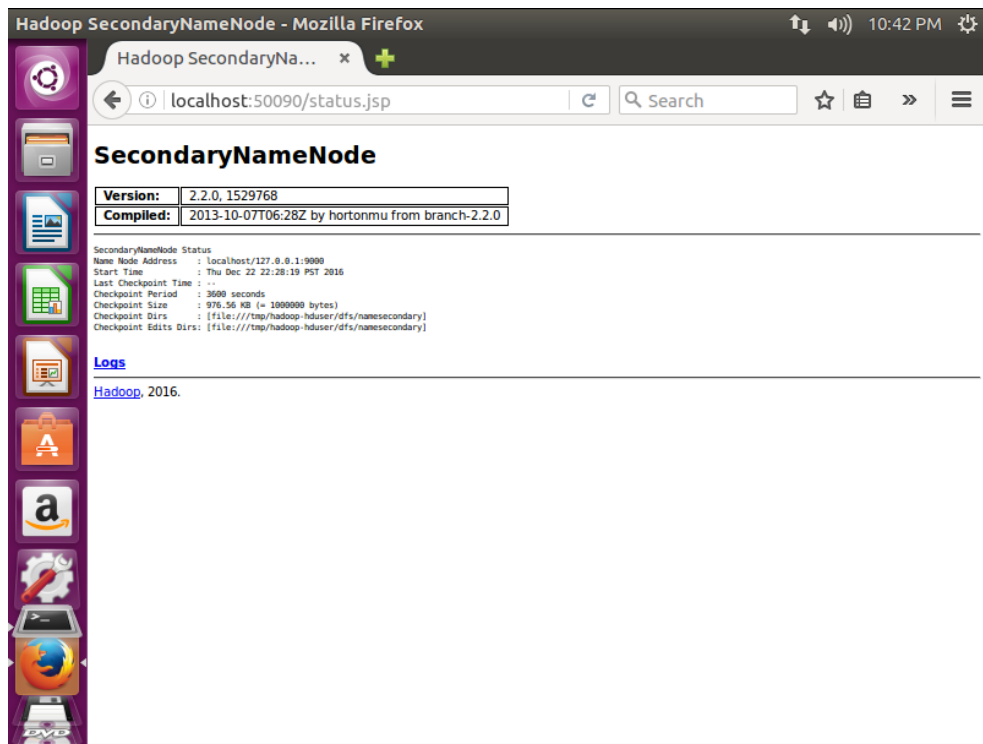 Hadoop SecondaryNameNode - Mozilla Firefox
10:42 PM
Hadoop SecondaryNa...
localhost:50090/status.jsp
Search
SecondaryNameNode
Version: 2.2.0, 1529768
Compiled: 2013-10-07T06:28Z by hortonmu from branch-2.2.0
SecondaryNameNode Status
Name Node Address : localhost/127.0.0.1:9000
Start Time : Thu Dec 22 22:28:19 PST 2016
Last Checkpoint Time : --
Checkpoint Period : 3600 seconds
Checkpoint Size : 976.56 KB (= 1000000 bytes)
Checkpoint Dirs : [file:///tmp/hadoop-hduser/dfs/namesecondary]
Checkpoint Edits Dirs: [file:///tmp/hadoop-hduser/dfs/namesecondary]
Logs
Hadoop, 2016.
A
a
>_
DVD